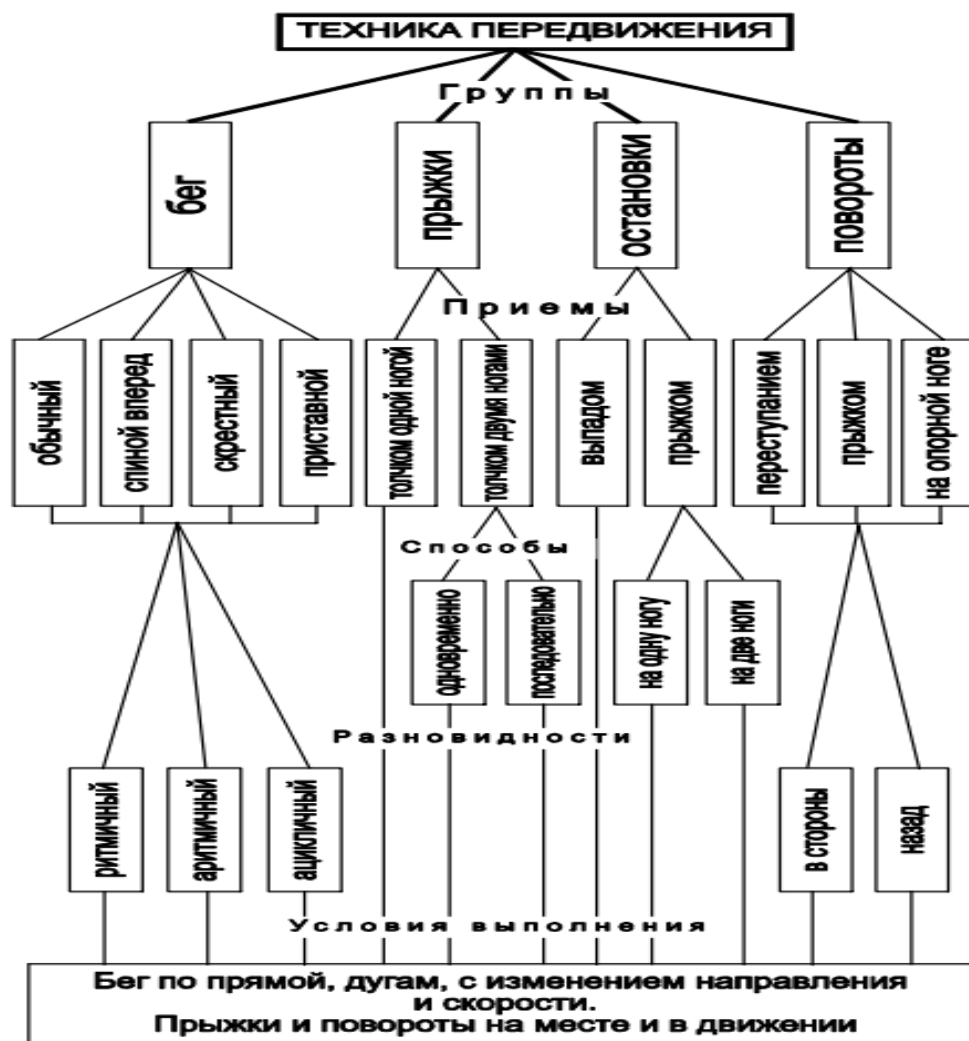 ТЕХНИКА ПЕРЕДВИЖЕНИЯ
Группы
бег
прыжки
остановки
повороты
Приемы
обычный
спиной вперед
скрестный
приставной
толчком одной ногой
толчком двумя ногами
выпадом
прыжком
переступанием
прыжком
на опорной ноге
Способы
одновременно
последовательно
на одну ногу
на две ноги
Разновидности
ритмичный
аритмичный
ацикличный
в стороны
назад
Условия выполнения
Бег по прямой, дугам, с изменением направления
и скорости.
Прыжки и повороты на месте и в движении